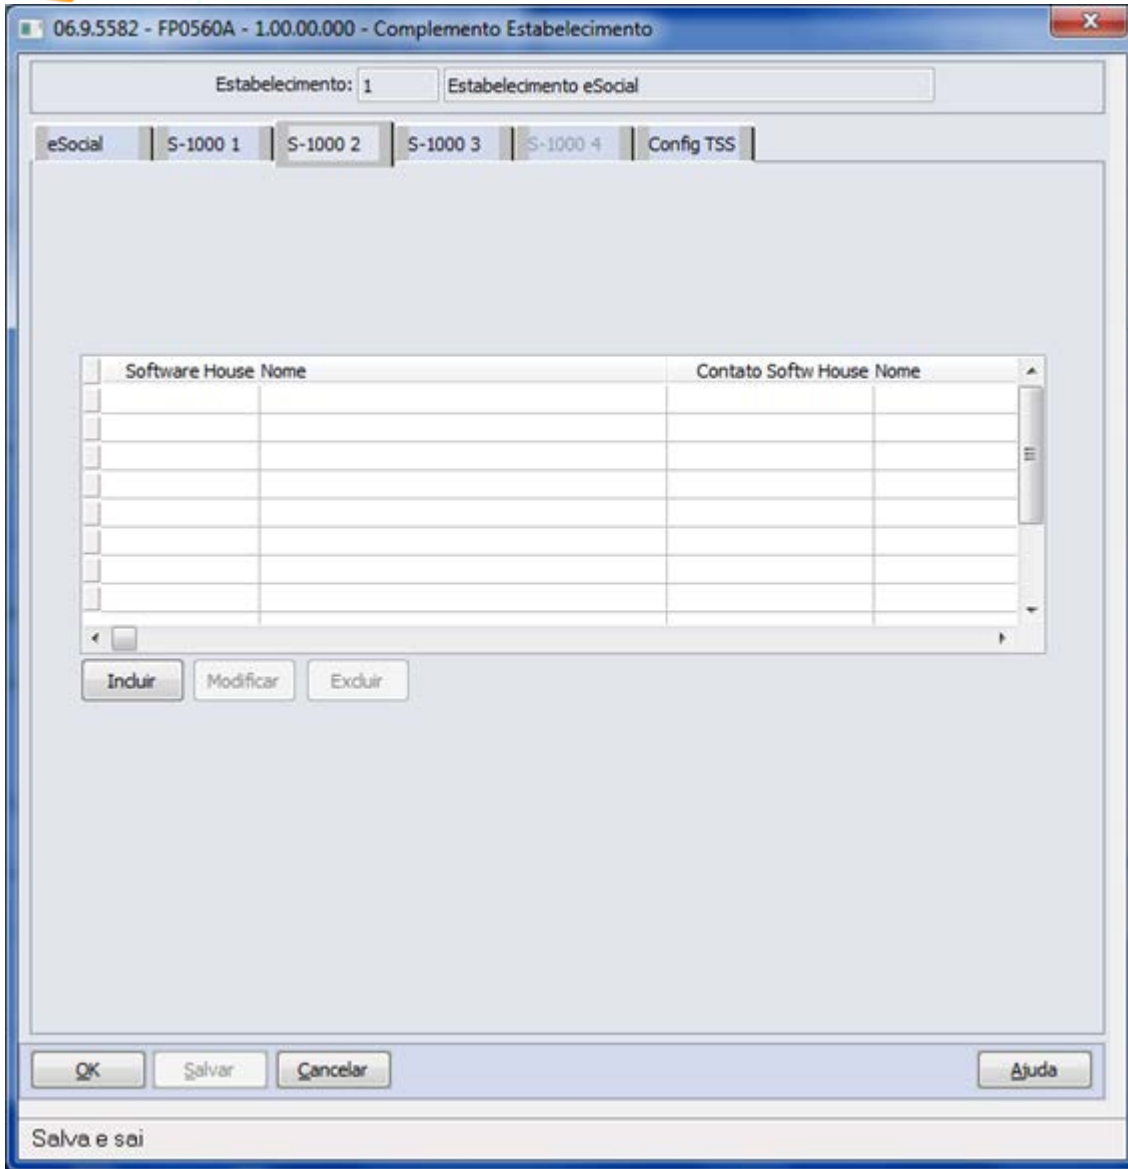 06.9.5582 - FP0560A - 1.00.00.000 - Complemento Estabelecimento
Estabelecimento: 1 Estabelecimento eSocial
eSocial S-1000 1 S-1000 2 S-1000 3 S-1000 4 Config TSS
Software House Nome Contato Softw House Nome
Incluir Modificar Excluir
OK Salvar Cancelar Ajuda
Salva e sai